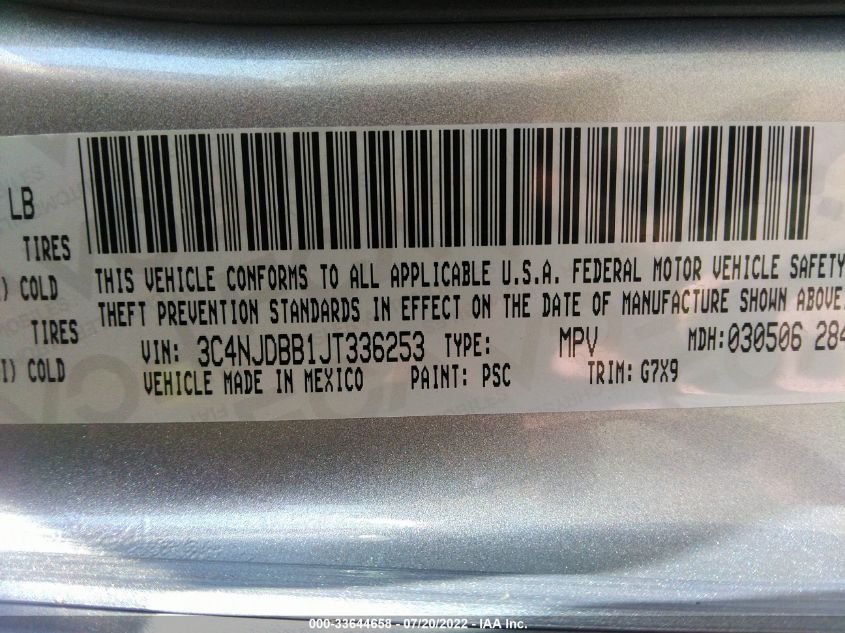 LB
TIRES
) COLD
TIRES
I) COLD
THIS VEHICLE CONFORMS TO ALL APPLICABLE U.S.A. FEDERAL MOTOR VEHICLE SAFETY
THEFT PREVENTION STANDARDS IN EFFECT ON THE DATE OF MANUFACTURE SHOWN ABOVE.
VIN: 3C4NJDBB1JT336253 TYPE: MPV MDH:030506 284
VEHICLE MADE IN MEXICO PAINT: PSC TRIM: G7X9
000-33644658 - 07/20/2022 - IAA Inc.